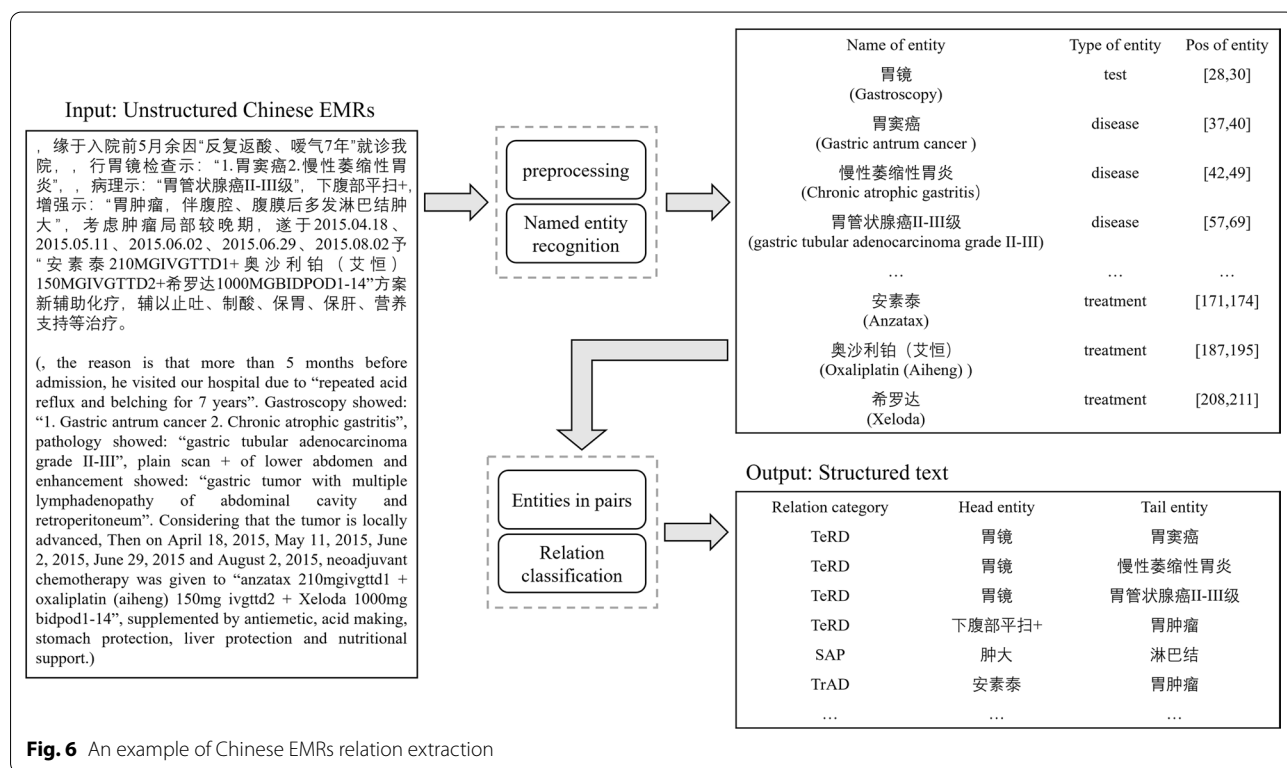 Input: Unstructured Chinese EMRs
，缘于入院前5月余因“反复返酸、嗳气7年”就诊我
院，，行胃镜检查示：“1.胃窦癌2.慢性萎缩性胃
炎”，，病理示：“胃管状腺癌II-III级”，下腹部平扫+,
增强示：“胃肿瘤，伴腹腔、腹膜后多发淋巴结肿
大”，考虑肿瘤局部较晚期，遂于2015.04.18、
2015.05.11、2015.06.02、2015.06.29、2015.08.02予
“安素泰210MGIVGTTD1+奥沙利铂（艾恒）
150MGIVGTTD2+希罗达1000MGBIDPOD1-14”方案
新辅助化疗，辅以止吐、制酸、保胃、保肝、营养
支持等治疗。
(, the reason is that more than 5 months before
admission, he visited our hospital due to “repeated acid
reflux and belching for 7 years”. Gastroscopy showed:
“1. Gastric antrum cancer 2. Chronic atrophic gastritis”,
pathology showed: “gastric tubular adenocarcinoma
grade II-III”, plain scan + of lower abdomen and
enhancement showed: “gastric tumor with multiple
lymphadenopathy of abdominal cavity and
retroperitoneum”. Considering that the tumor is locally
advanced, Then on April 18, 2015, May 11, 2015, June
2, 2015, June 29, 2015 and August 2, 2015, neoadjuvant
chemotherapy was given to “anzatax 210mgivgttd1 +
oxaliplatin (aiheng) 150mg ivgttd2 + Xeloda 1000mg
bidpod1-14”, supplemented by antiemetic, acid making,
stomach protection, liver protection and nutritional
support.)
preprocessing
Named entity
recognition
Name of entity Type of entity Pos of entity
胃镜 test [28,30]
(Gastroscopy)
胃窦癌 disease [37,40]
(Gastric antrum cancer )
慢性萎缩性胃炎 disease [42,49]
(Chronic atrophic gastritis）
胃管状腺癌II-III级 disease [57,69]
(gastric tubular adenocarcinoma grade II-III)
… … …
安素泰 treatment [171,174]
(Anzatax)
奥沙利铂（艾恒） treatment [187,195]
(Oxaliplatin (Aiheng) )
希罗达 treatment [208,211]
(Xeloda)
Entities in pairs
Relation
classification
Output: Structured text
Relation category Head entity Tail entity
TeRD 胃镜 胃窦癌
TeRD 胃镜 慢性萎缩性胃炎
TeRD 胃镜 胃管状腺癌II-III级
TeRD 下腹部平扫+ 胃肿瘤
SAP 肿大 淋巴结
TrAD 安素泰 胃肿瘤
… … …
Fig. 6 An example of Chinese EMRs relation extraction